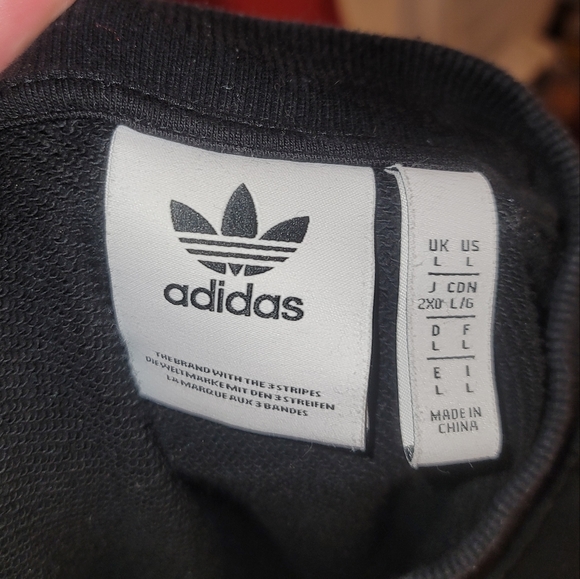 adidas
THE BRAND WITH THE 3 STRIPES
DIE WELTMARKE MIT DEN 3 STREIFEN
LA MARQUE AUX 3 BANDES
UK US
L L
J CDN
2XO L/G
D F
L L
E I
L L
MADE IN
CHINA